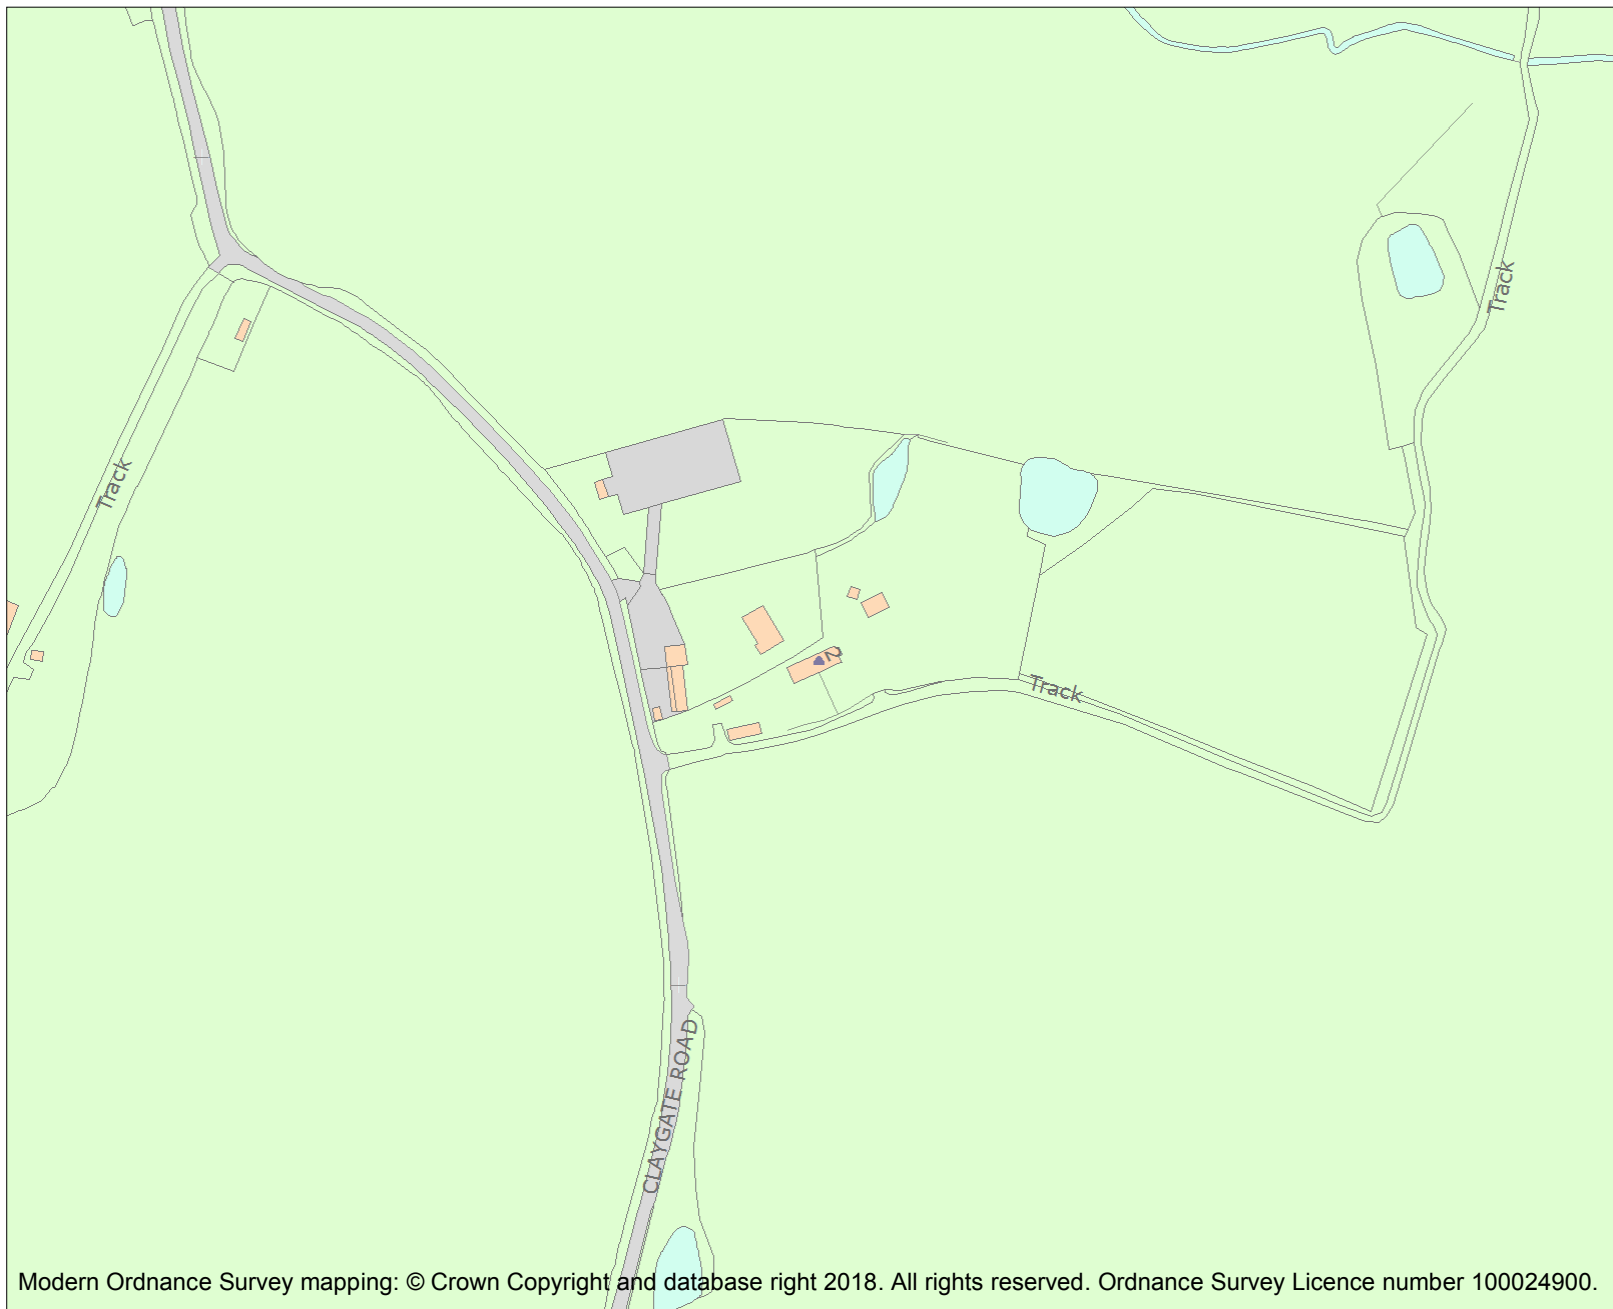 Track
Track
2
Track
CLAYGATE ROAD
Modern Ordnance Survey mapping: © Crown Copyright and database right 2018. All rights reserved. Ordnance Survey Licence number 100024900.